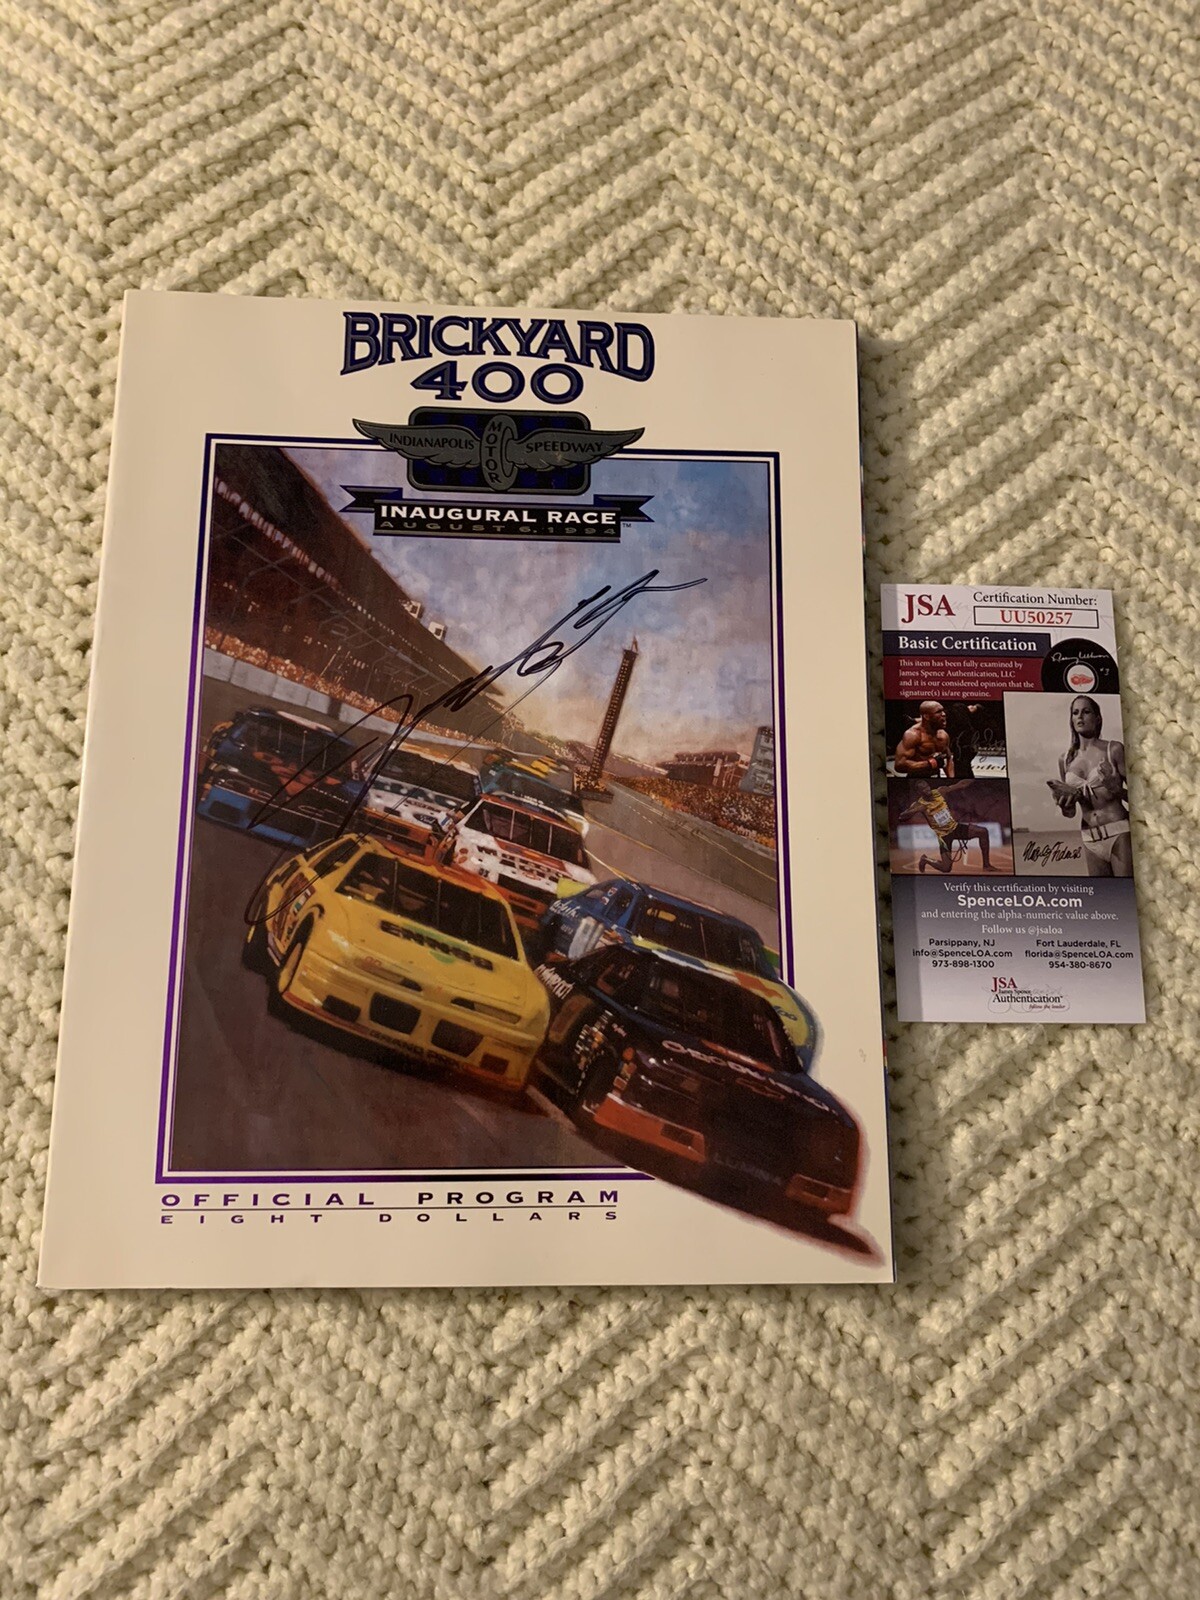 BRICKYARD
400
INDIANAPOLIS MOTOR SPEEDWAY
INAUGURAL RACE™
AUGUST 6, 1994
OFFICIAL PROGRAM
EIGHT DOLLARS
JSA
Certification Number:
UU50257
Basic Certification
This item has been fully examined by
James Spence Authentication, LLC
and it is our considered opinion that the
signature(s) is/are genuine.
Verify this certification by visiting
SpenceLOA.com
and entering the alpha-numeric value above.
Follow us @jsaloa
Parsippany, NJ
info@SpenceLOA.com
973-898-1300
Fort Lauderdale, FL
florida@SpenceLOA.com
954-380-8670
JSA
James Spence
Authentication